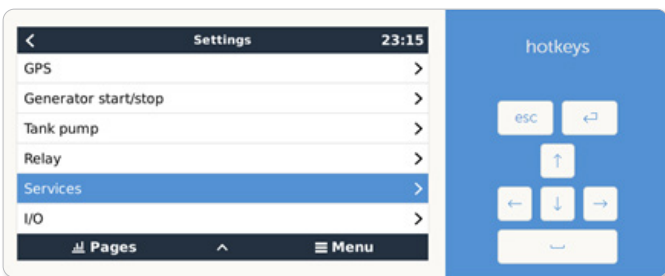 Settings 23:15
GPS
Generator start/stop
Tank pump
Relay
Services
I/O
Pages Menu
hotkeys
esc